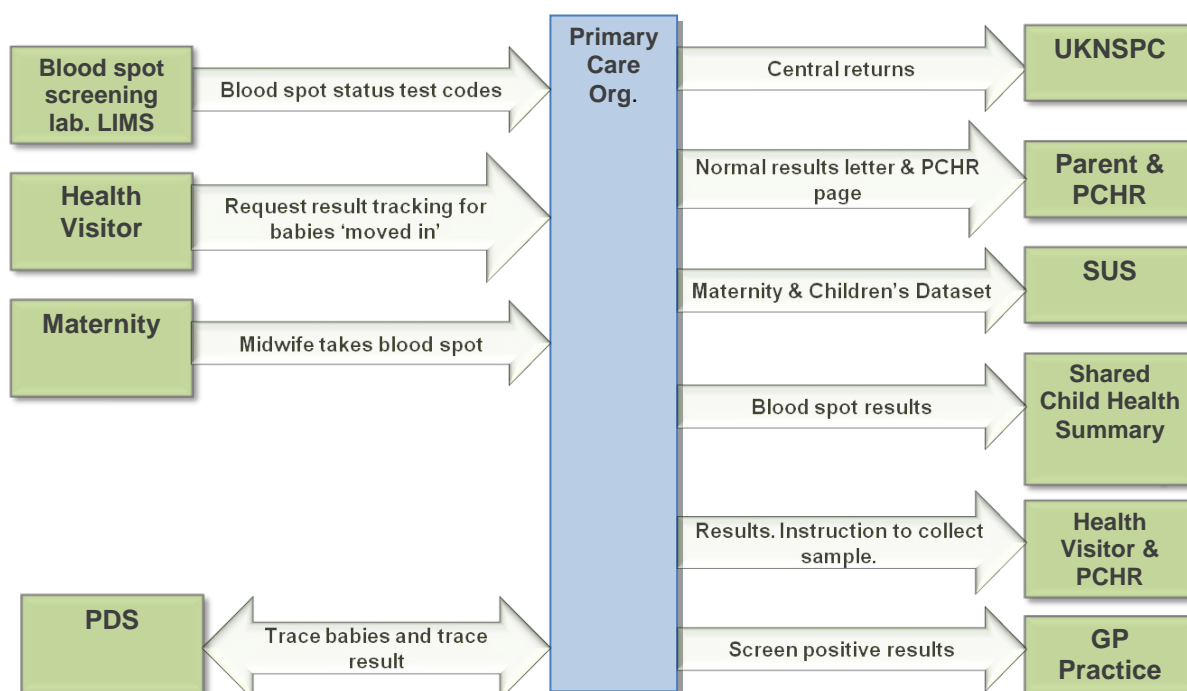 Blood spot
screening
lab. LIMS
Blood spot status test codes
Health
Visitor
Request result tracking for
babies ‘moved in’
Maternity
Midwife takes blood spot
PDS
Trace babies and trace
result
Primary
Care
Org.
Central returns
UKNSPC
Normal results letter & PCHR
page
Parent &
PCHR
Maternity & Children’s Dataset
SUS
Blood spot results
Shared
Child Health
Summary
Results. Instruction to collect
sample.
Health
Visitor &
PCHR
Screen positive results
GP
Practice